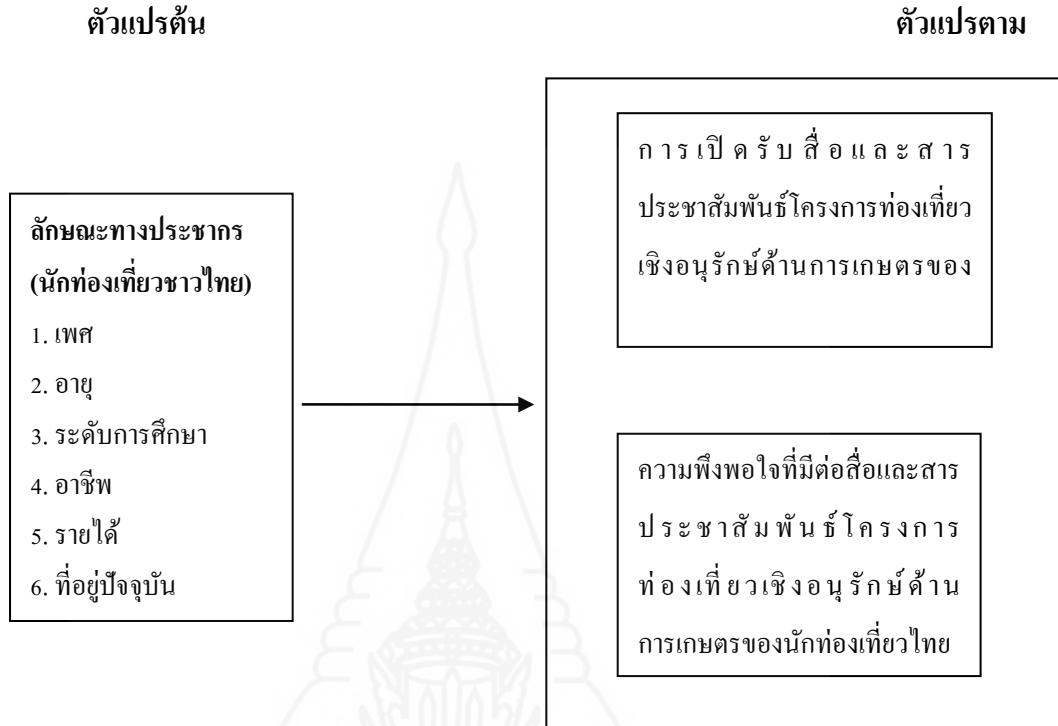 ตัวแปรต้น
ตัวแปรตาม
ลักษณะทางประชากร
(นักท่องเที่ยวชาวไทย)
1. เพศ
2. อายุ
3. ระดับการศึกษา
4. อาชีพ
5. รายได้
6. ที่อยู่ปัจจุบัน
การเปิดรับสื่อและสาร
ประชาสัมพันธ์โครงการท่องเที่ยว
เชิงอนุรักษ์ด้านการเกษตรของ
ความพึงพอใจที่มีต่อสื่อและสาร
ประชาสัมพันธ์โครงการ
ท่องเที่ยวเชิงอนุรักษ์ด้าน
การเกษตรของนักท่องเที่ยวไทย